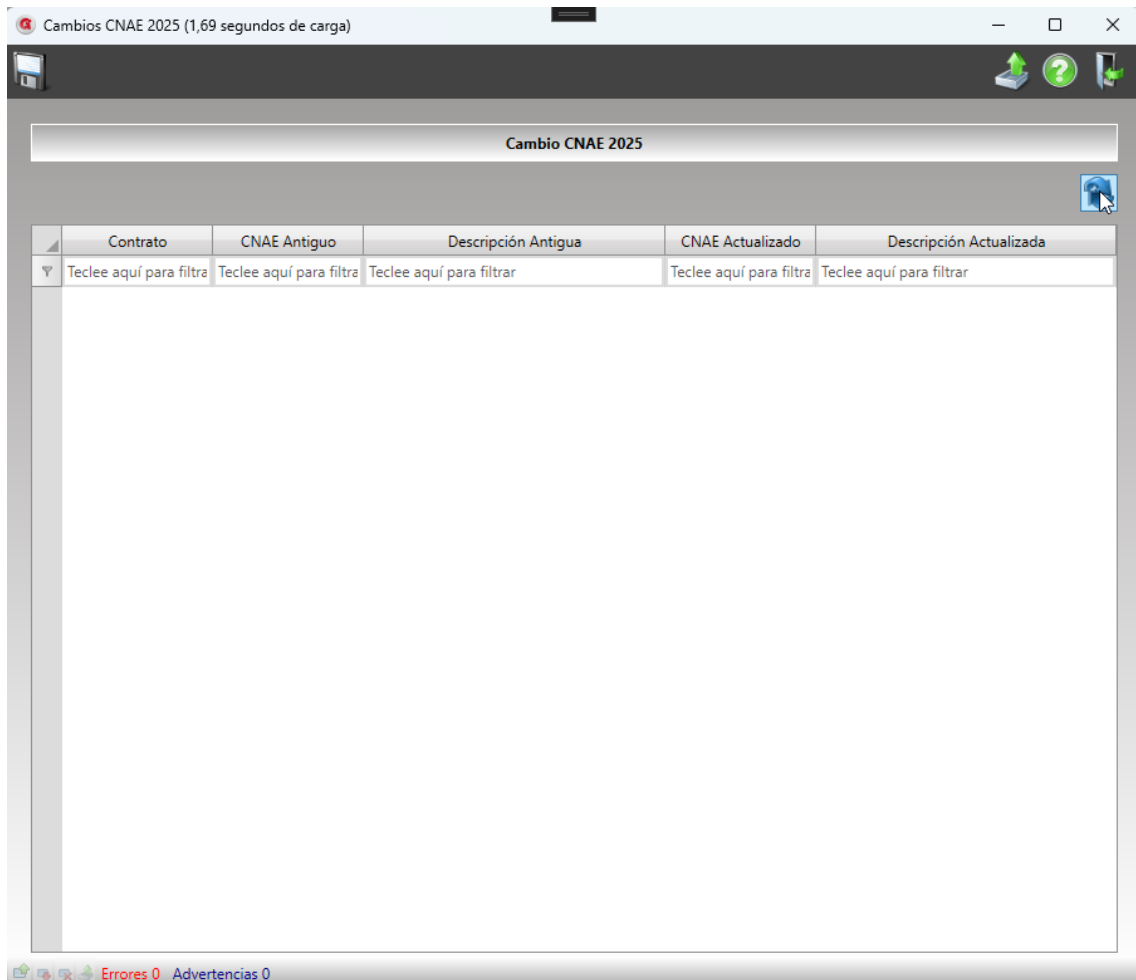 Cambios CNAE 2025 (1,69 segundos de carga)
Cambio CNAE 2025
Contrato CNAE Antiguo Descripción Antigua CNAE Actualizado Descripción Actualizada
Teclee aquí para filtra Teclee aquí para filtra Teclee aquí para filtrar Teclee aquí para filtra Teclee aquí para filtrar
Errores 0 Advertencias 0